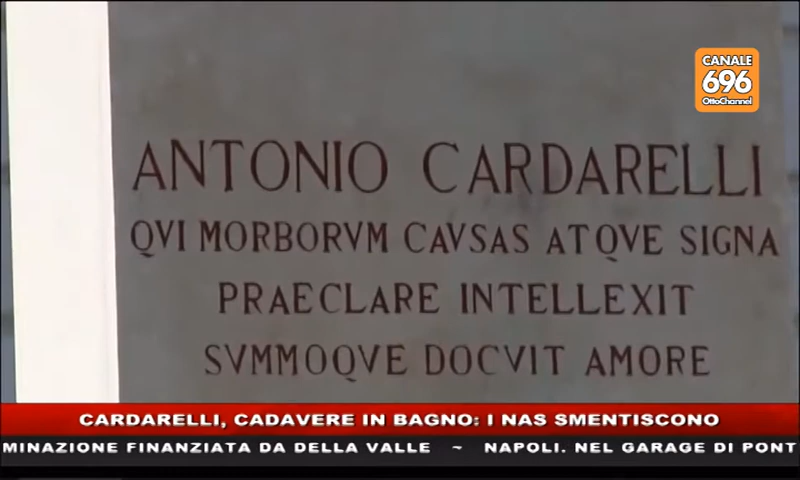 CANALE
696
OttoChannel
ANTONIO CARDARELLI
QVI MORBORVM CAVSAS ATQVE SIGNA
PRAECLARE INTELLEXIT
SVMMOQVE DOCVIT AMORE
CARDARELLI, CADAVERE IN BAGNO: I NAS SMENTISCONO
MINAZIONE FINANZIATA DA DELLA VALLE ~ NAPOLI. NEL GARAGE DI PONT